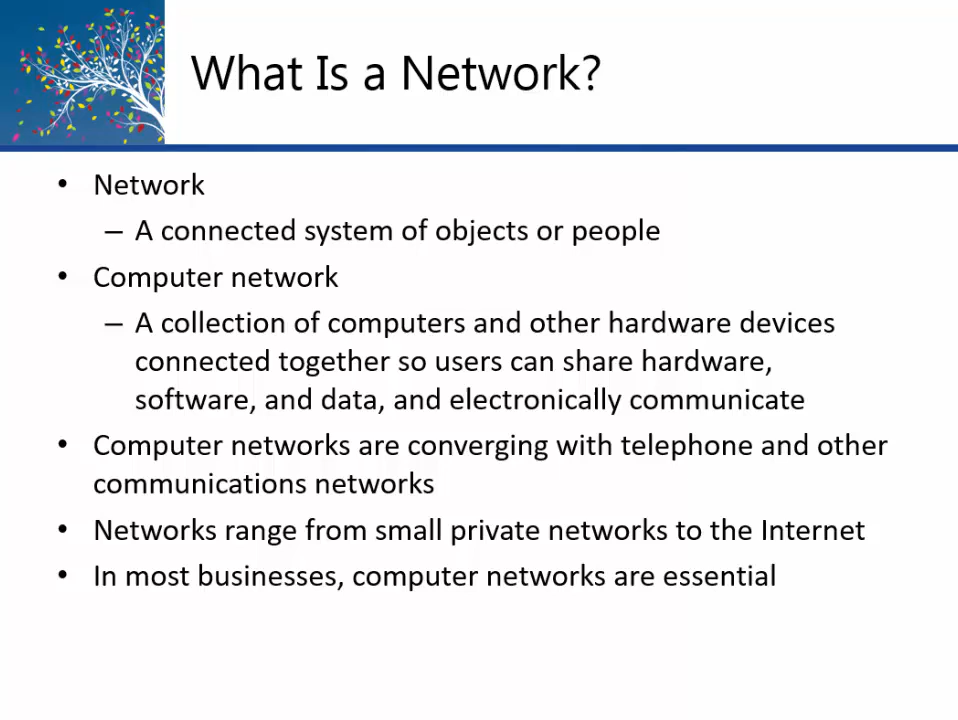 What Is a Network?
• Network
– A connected system of objects or people
• Computer network
– A collection of computers and other hardware devices
connected together so users can share hardware,
software, and data, and electronically communicate
• Computer networks are converging with telephone and other
communications networks
• Networks range from small private networks to the Internet
• In most businesses, computer networks are essential